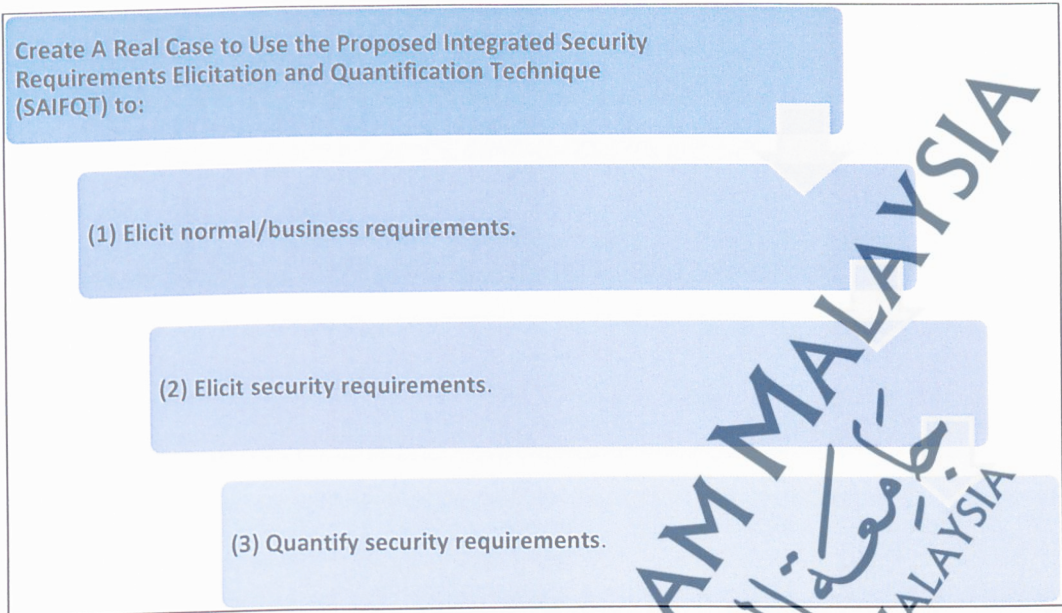 Create A Real Case to Use the Proposed Integrated Security
Requirements Elicitation and Quantification Technique
(SAIFQT) to:
(1) Elicit normal/business requirements.
(2) Elicit security requirements.
(3) Quantify security requirements.
AM MALAYSIA
جامعة
MALAYSIA